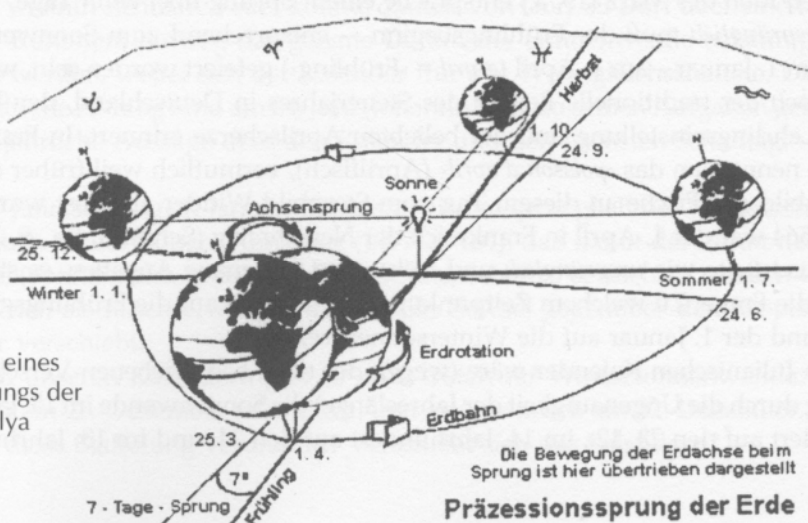 Herbst
1. 10.
24. 9.
Sonne
Achsensprung
25. 12.
Winter 1. 1.
Sommer 1. 7.
24. 6.
eines
ungs der
lya
Erdrotation
Erdbahn
25. 3.
1. 4.
7°
7 - Tage - Sprung
Frühling
Die Bewegung der Erdachse beim
Sprung ist hier übertrieben dargestellt
Präzessionssprung der Erde